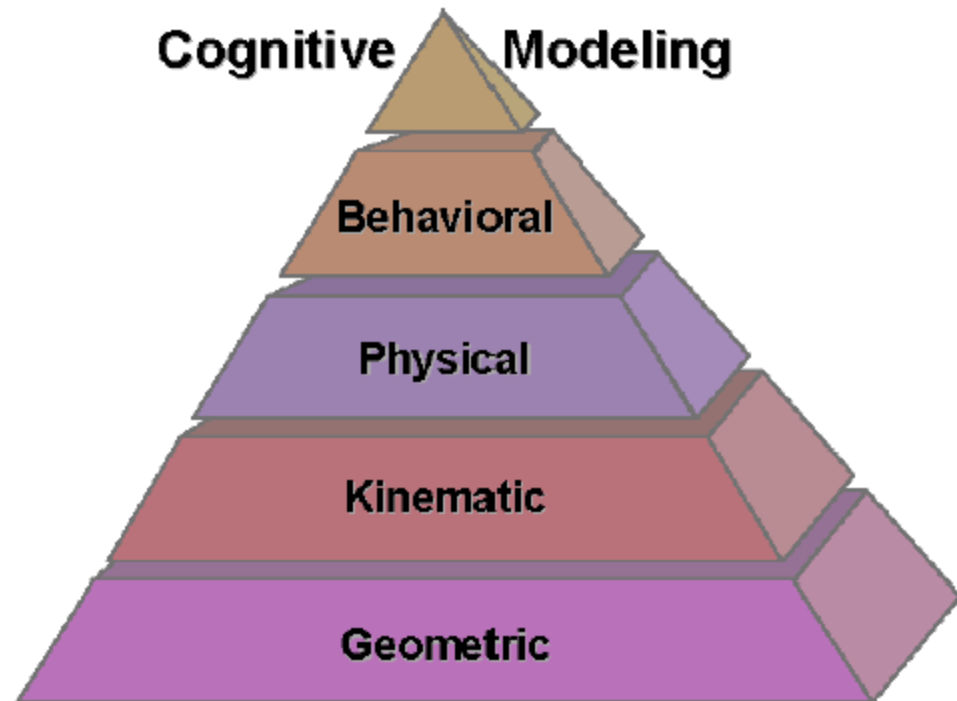 Cognitive Modeling
Behavioral
Physical
Kinematic
Geometric